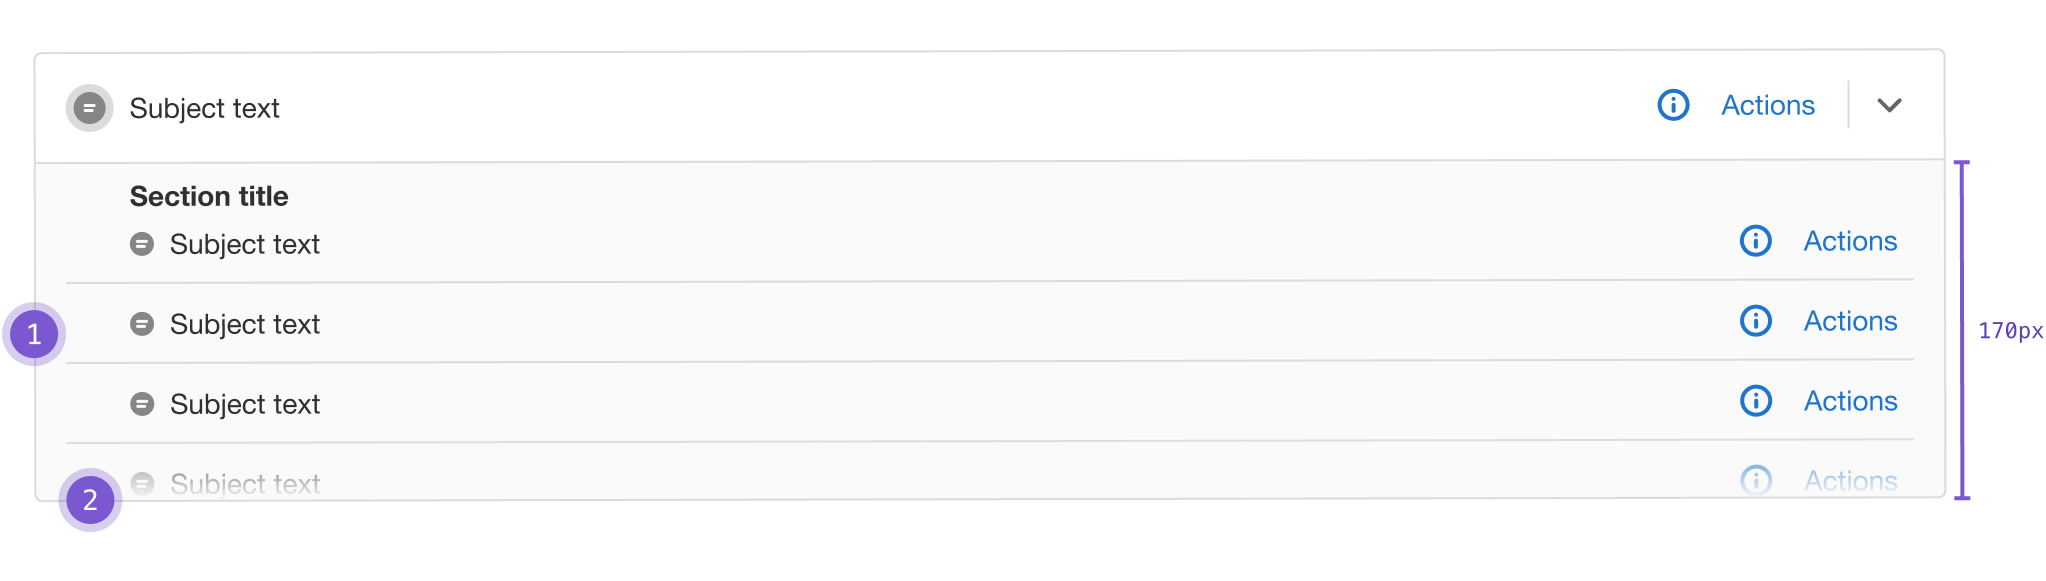 Subject text Actions
Section title
Subject text Actions
1 Subject text Actions
170px
Subject text Actions
2 Subject text Actions